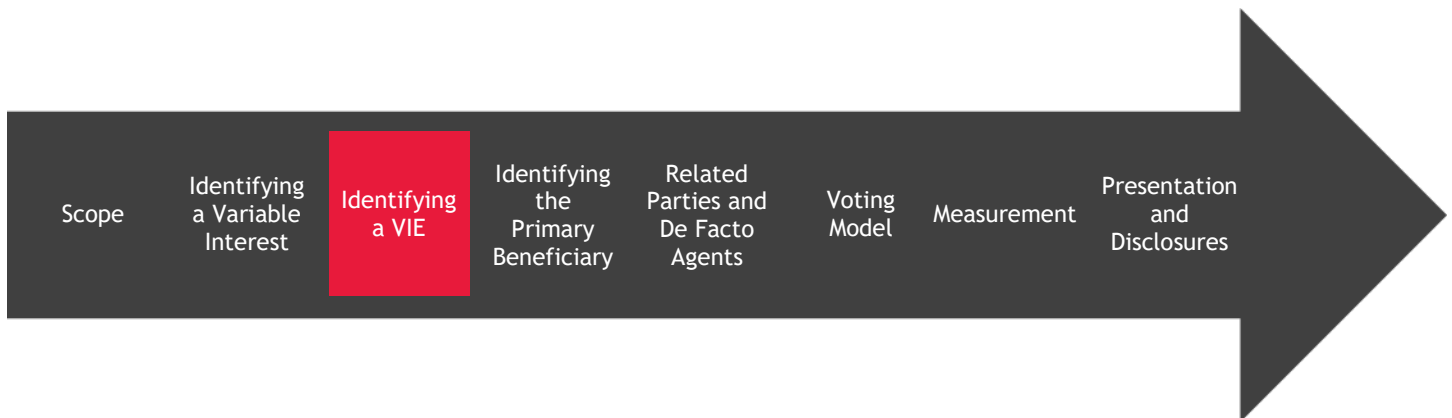 Scope
Identifying
a Variable
Interest
Identifying
a VIE
Identifying
the
Primary
Beneficiary
Related
Parties and
De Facto
Agents
Voting
Model
Measurement
Presentation
and
Disclosures